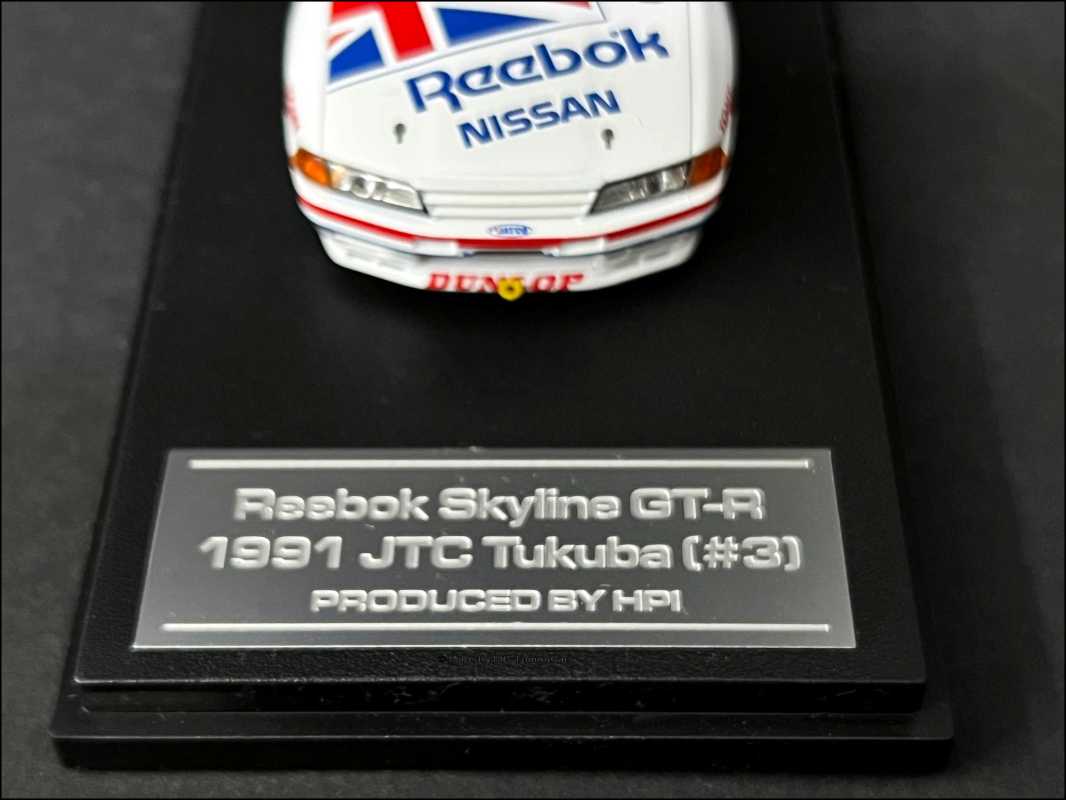 Reebok
NISSAN
DUNLOP
Reebok Skyline GT-R
1991 JTC Tukuba (#3)
PRODUCED BY HPI